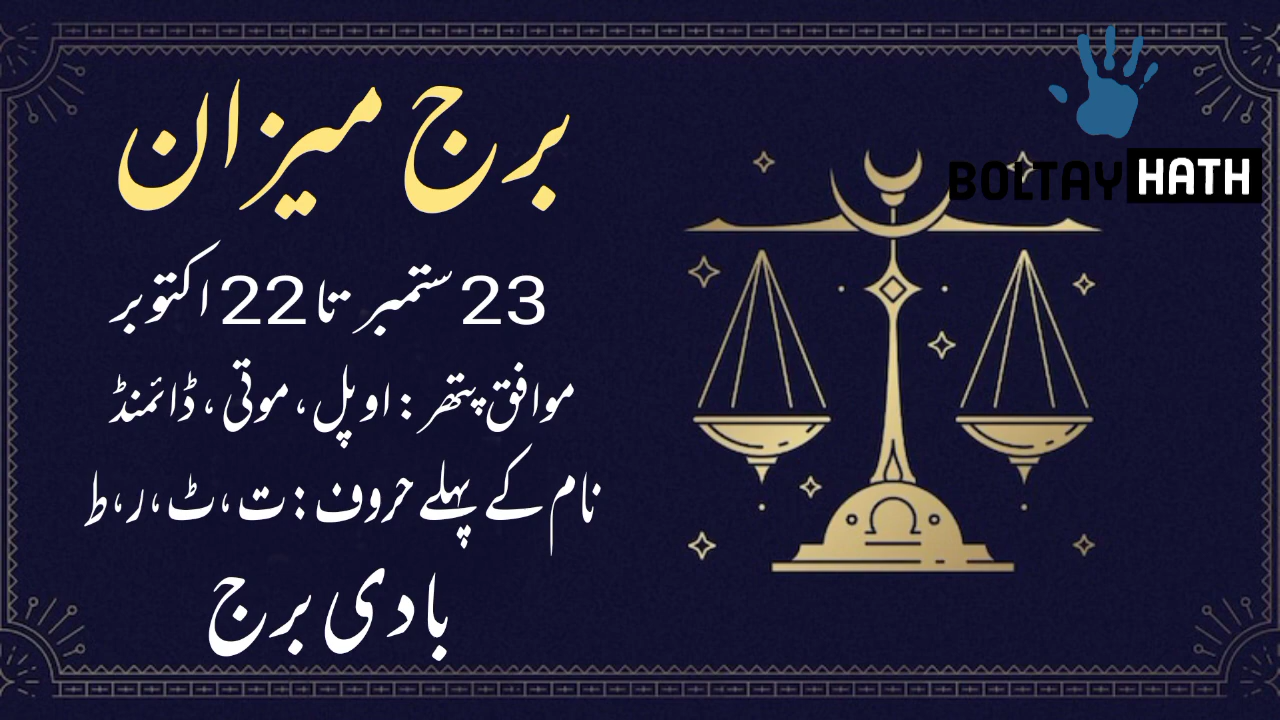 برج میزان
23 ستمبر تا 22 اکتوبر
موافق پتھر : اوپل، موتی، ڈائمنڈ
نام کے پہلے حروف : ت، ٹ، ر، ط
بادی برج
BOLTAY HATH